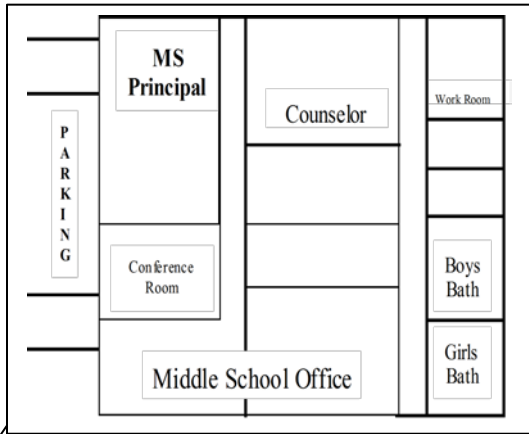 MS
Principal
Counselor
Work Room
P
A
R
K
I
N
G
Conference
Room
Boys
Bath
Girls
Bath
Middle School Office